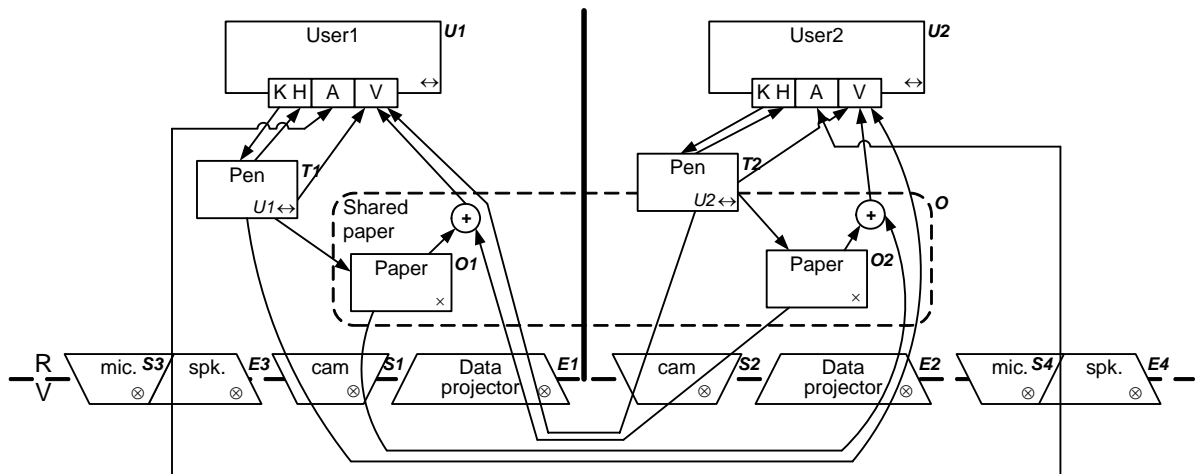 User1
U1
User2
U2
↔
↔
K H A V
K H A V
Pen
T1
U1 ↔
Pen
T2
U2 ↔
Shared
paper
+
+
O
Paper
O1
×
Paper
O2
×
R
V
mic.
S3
spk.
E3
cam
S1
Data
projector
E1
cam
S2
Data
projector
E2
mic.
S4
spk.
E4
⊗ ⊗ ⊗ ⊗ ⊗ ⊗ ⊗ ⊗